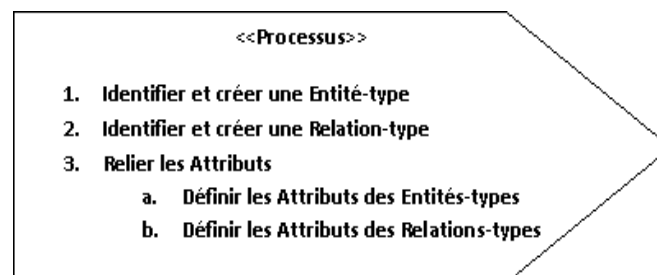 <<Processus>>
1. Identifier et créer une Entité-type
2. Identifier et créer une Relation-type
3. Relier les Attributs
a. Définir les Attributs des Entités-types
b. Définir les Attributs des Relations-types